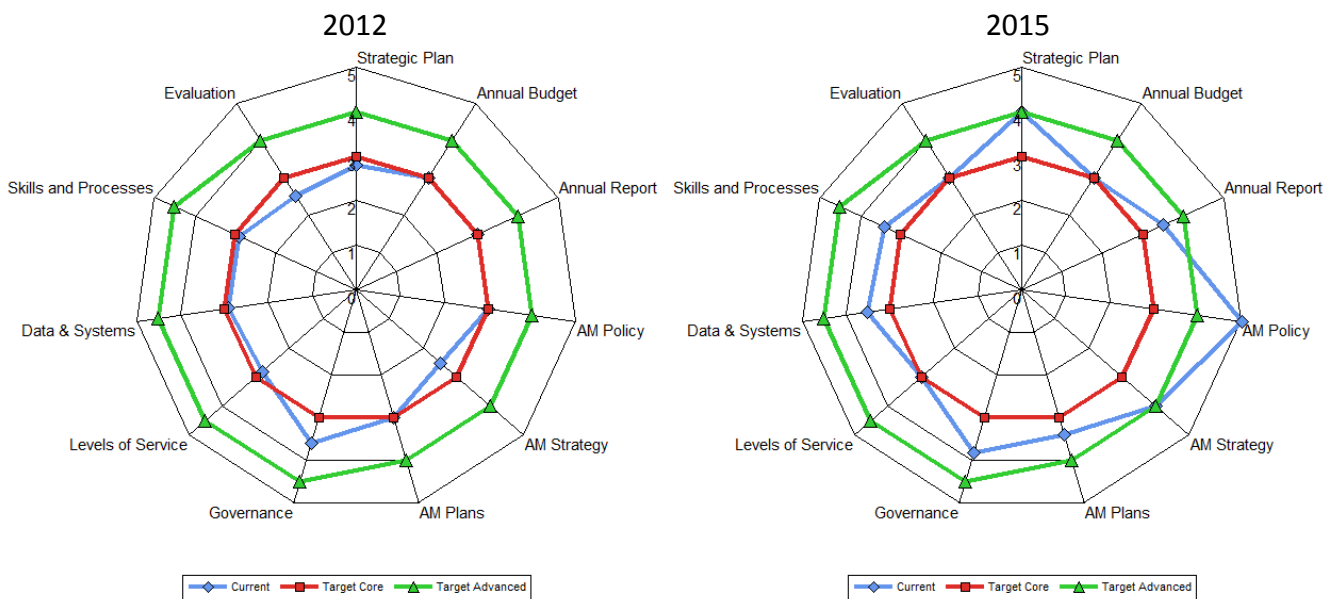 2012
Strategic Plan
Annual Budget
Annual Report
AM Policy
AM Strategy
AM Plans
Governance
Levels of Service
Data & Systems
Skills and Processes
Evaluation
5
4
3
2
1
0
Current Target Core Target Advanced
2015
Strategic Plan
Annual Budget
Annual Report
AM Policy
AM Strategy
AM Plans
Governance
Levels of Service
Data & Systems
Skills and Processes
Evaluation
5
4
3
2
1
0
Current Target Core Target Advanced